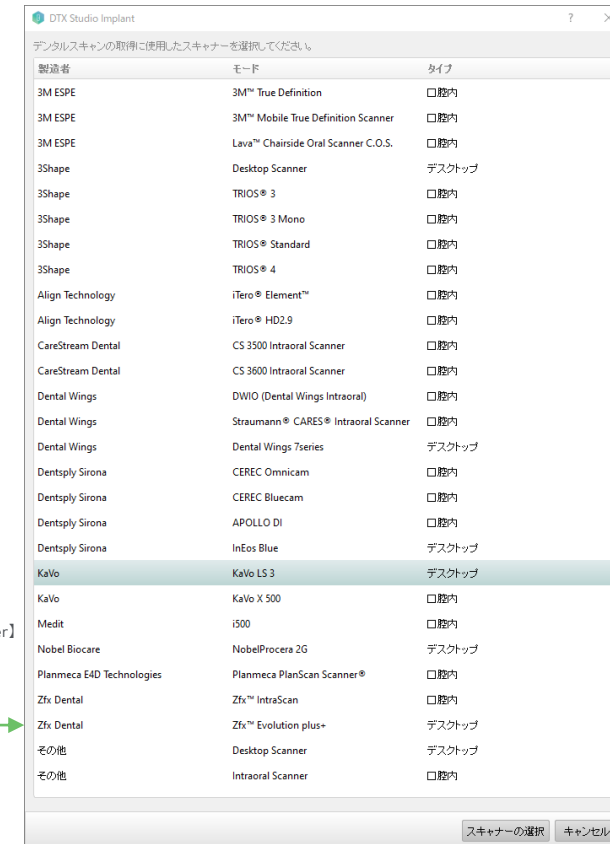 DTX Studio Implant ? ×
デンタルスキャンの取得に使用したスキャナーを選択してください。
製造者 モード タイプ
3M ESPE 3M™ True Definition 口腔内
3M ESPE 3M™ Mobile True Definition Scanner 口腔内
3M ESPE Lava™ Chairside Oral Scanner C.O.S. 口腔内
3Shape Desktop Scanner デスクトップ
3Shape TRIOS® 3 口腔内
3Shape TRIOS® 3 Mono 口腔内
3Shape TRIOS® Standard 口腔内
3Shape TRIOS® 4 口腔内
Align Technology iTero® Element™ 口腔内
Align Technology iTero® HD2.9 口腔内
CareStream Dental CS 3500 Intraoral Scanner 口腔内
CareStream Dental CS 3600 Intraoral Scanner 口腔内
Dental Wings DWIO (Dental Wings Intraoral) 口腔内
Dental Wings Straumann® CARES® Intraoral Scanner 口腔内
Dental Wings Dental Wings 7series デスクトップ
Dentsply Sirona CEREC Omnicam 口腔内
Dentsply Sirona CEREC Bluecam 口腔内
Dentsply Sirona APOLLO DI 口腔内
Dentsply Sirona InEos Blue デスクトップ
KaVo KaVo LS 3 デスクトップ
KaVo KaVo X 500 口腔内
Medit i500 口腔内
er】
Nobel Biocare NobelProcera 2G デスクトップ
Planmeca E4D Technologies Planmeca PlanScan Scanner® 口腔内
Zfx Dental Zfx™ IntraScan 口腔内
Zfx Dental Zfx™ Evolution plus+ デスクトップ
その他 Desktop Scanner デスクトップ
その他 Intraoral Scanner 口腔内
スキャナーの選択 キャンセル